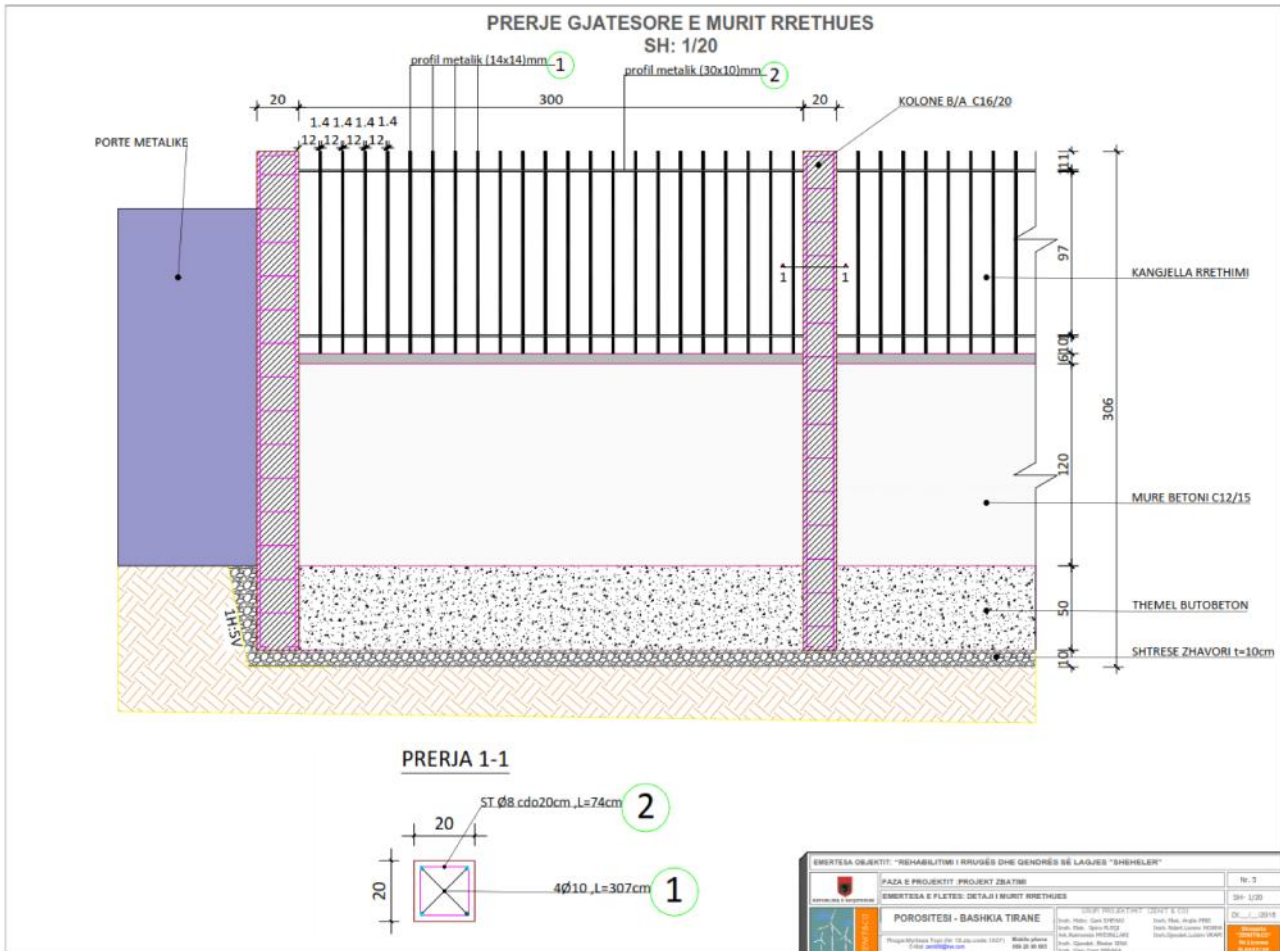 PRERJE GJATESORE E MURIT RRETHUES
SH: 1/20
profil metalik (14x14)mm 1
profil metalik (30x10)mm 2
20 300 20
KOLONE B/A C16/20
1.4 1.4 1.4 1.4
12 12 12 12
PORTE METALIKE
11
97
1 1
KANGJELLA RRETHIMI
10
6
306
120
MURE BETONI C12/15
1H:5V
50
THEMEL BUTOBETON
10
SHTRESE ZHAVORI t=10cm
PRERJA 1-1
ST Ø8 cdo20cm ,L=74cm 2
20
20
4Ø10 ,L=307cm 1
EMERTESA OBJEKTIT: "REHABILITIMI I RRUGËS DHE QENDRËS SË LAGJES "SHEHELER"
FAZA E PROJEKTIT :PROJEKT ZBATIMI
Nr. 5
EMERTESA E FLETES: DETAJI I MURIT RRETHUES
SH- 1/20
POROSITESI - BASHKIA TIRANE